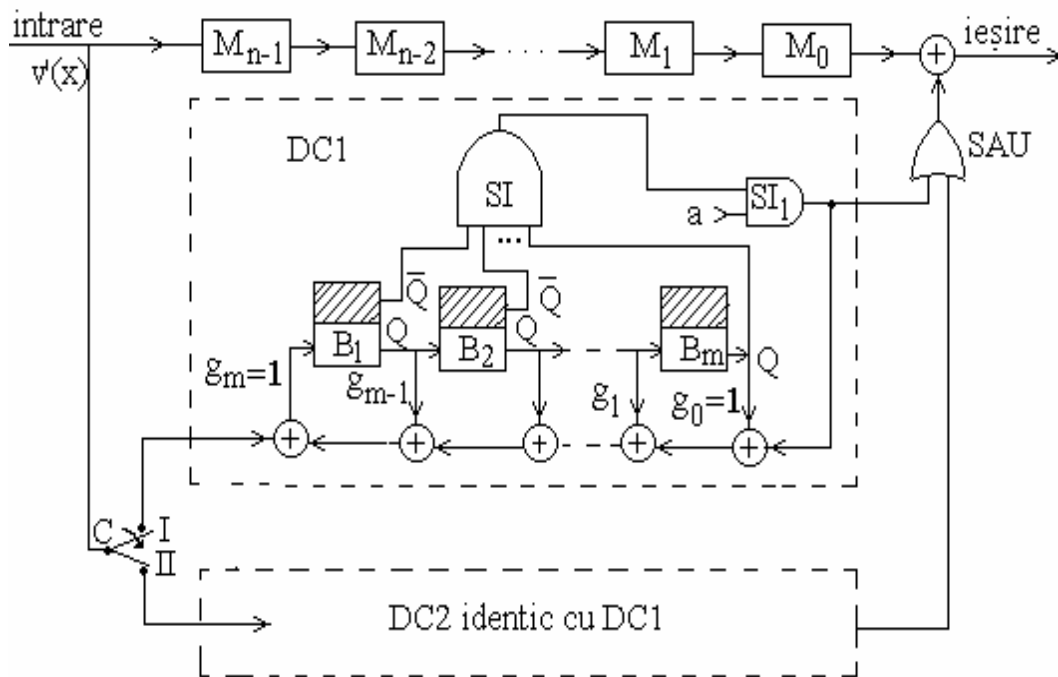 intrare
v'(x)
M_{n-1}
M_{n-2}
. . . .
M_1
M_0
+
ieșire
DC1
SI
SI_1
a
SAU
...
Q̄
Q
B_1
Q̄
Q
B_2
B_m
Q
g_m=1
g_{m-1}
g_1
g_0=1
+
+
+
+
+
C
I
II
DC2 identic cu DC1